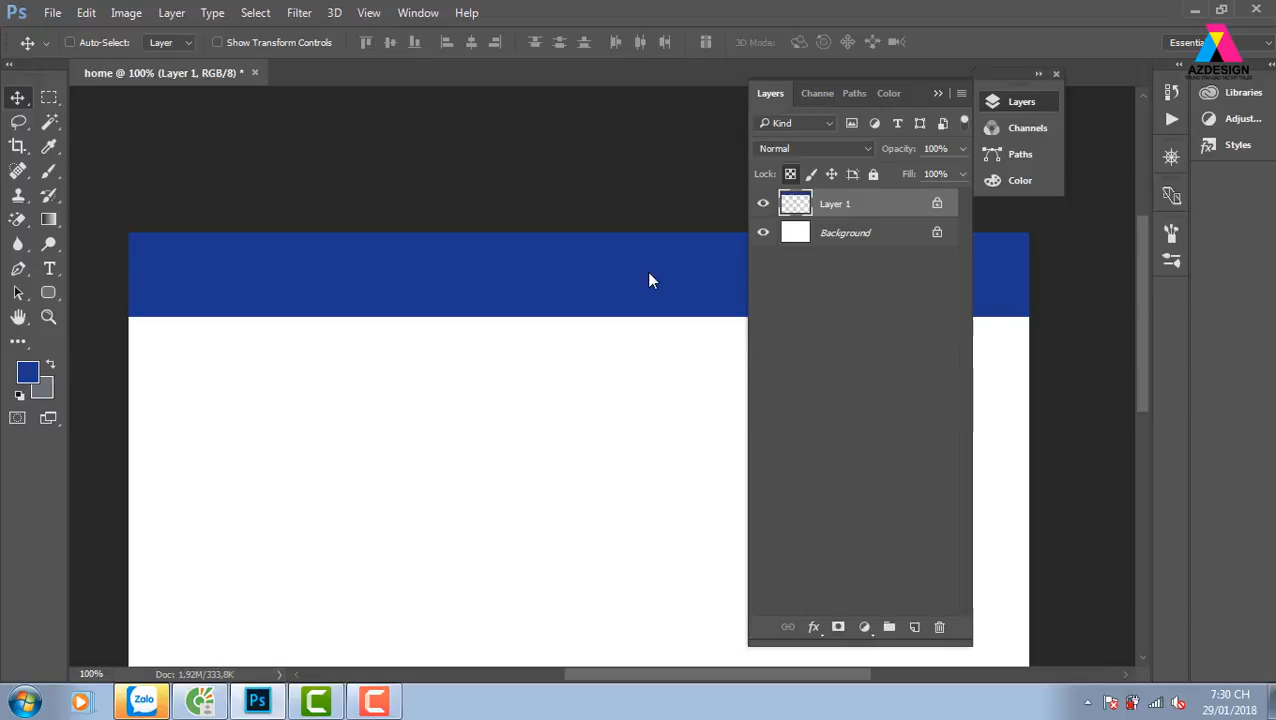 Ps File Edit Image Layer Type Select Filter 3D View Window Help
Auto-Select: Layer Show Transform Controls 3D Mode: Essentia
AZDESIGN
home @ 100% (Layer 1, RGB/8) *
Layers Channe Paths Color
Layers
Channels
Paths
Color
Libraries
Adjust...
Styles
Kind
Normal Opacity: 100%
Lock: Fill: 100%
Layer 1
Background
fx
100% Doc: 1,92M/333,8K
Zalo
Ps
7:30 CH
29/01/2018